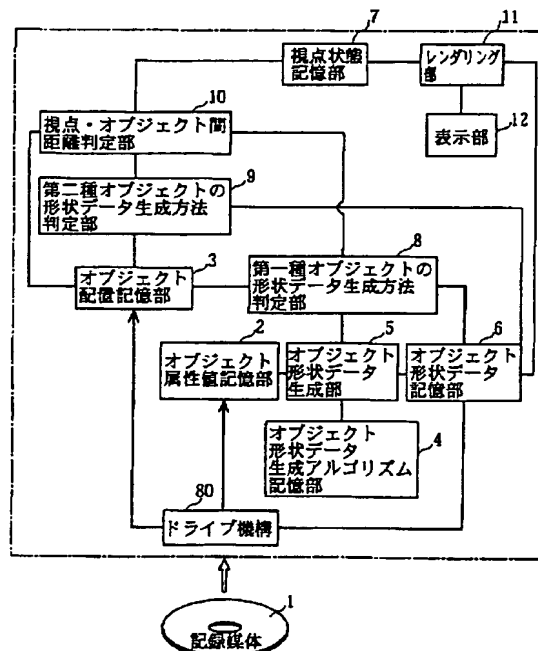 7
11
視点状態
記憶部
レンダリング
部
10
12
視点・オブジェクト間
距離判定部
表示部
9
第二種オブジェクトの
形状データ生成方法
判定部
8
3
第一種オブジェクトの
形状データ生成方法
判定部
オブジェクト
配置記憶部
2
5
6
オブジェクト
属性値記憶部
オブジェクト
形状データ
生成部
オブジェクト
形状データ
記憶部
4
オブジェクト
形状データ
生成アルゴリズム
記憶部
80
ドライブ機構
1
記録媒体